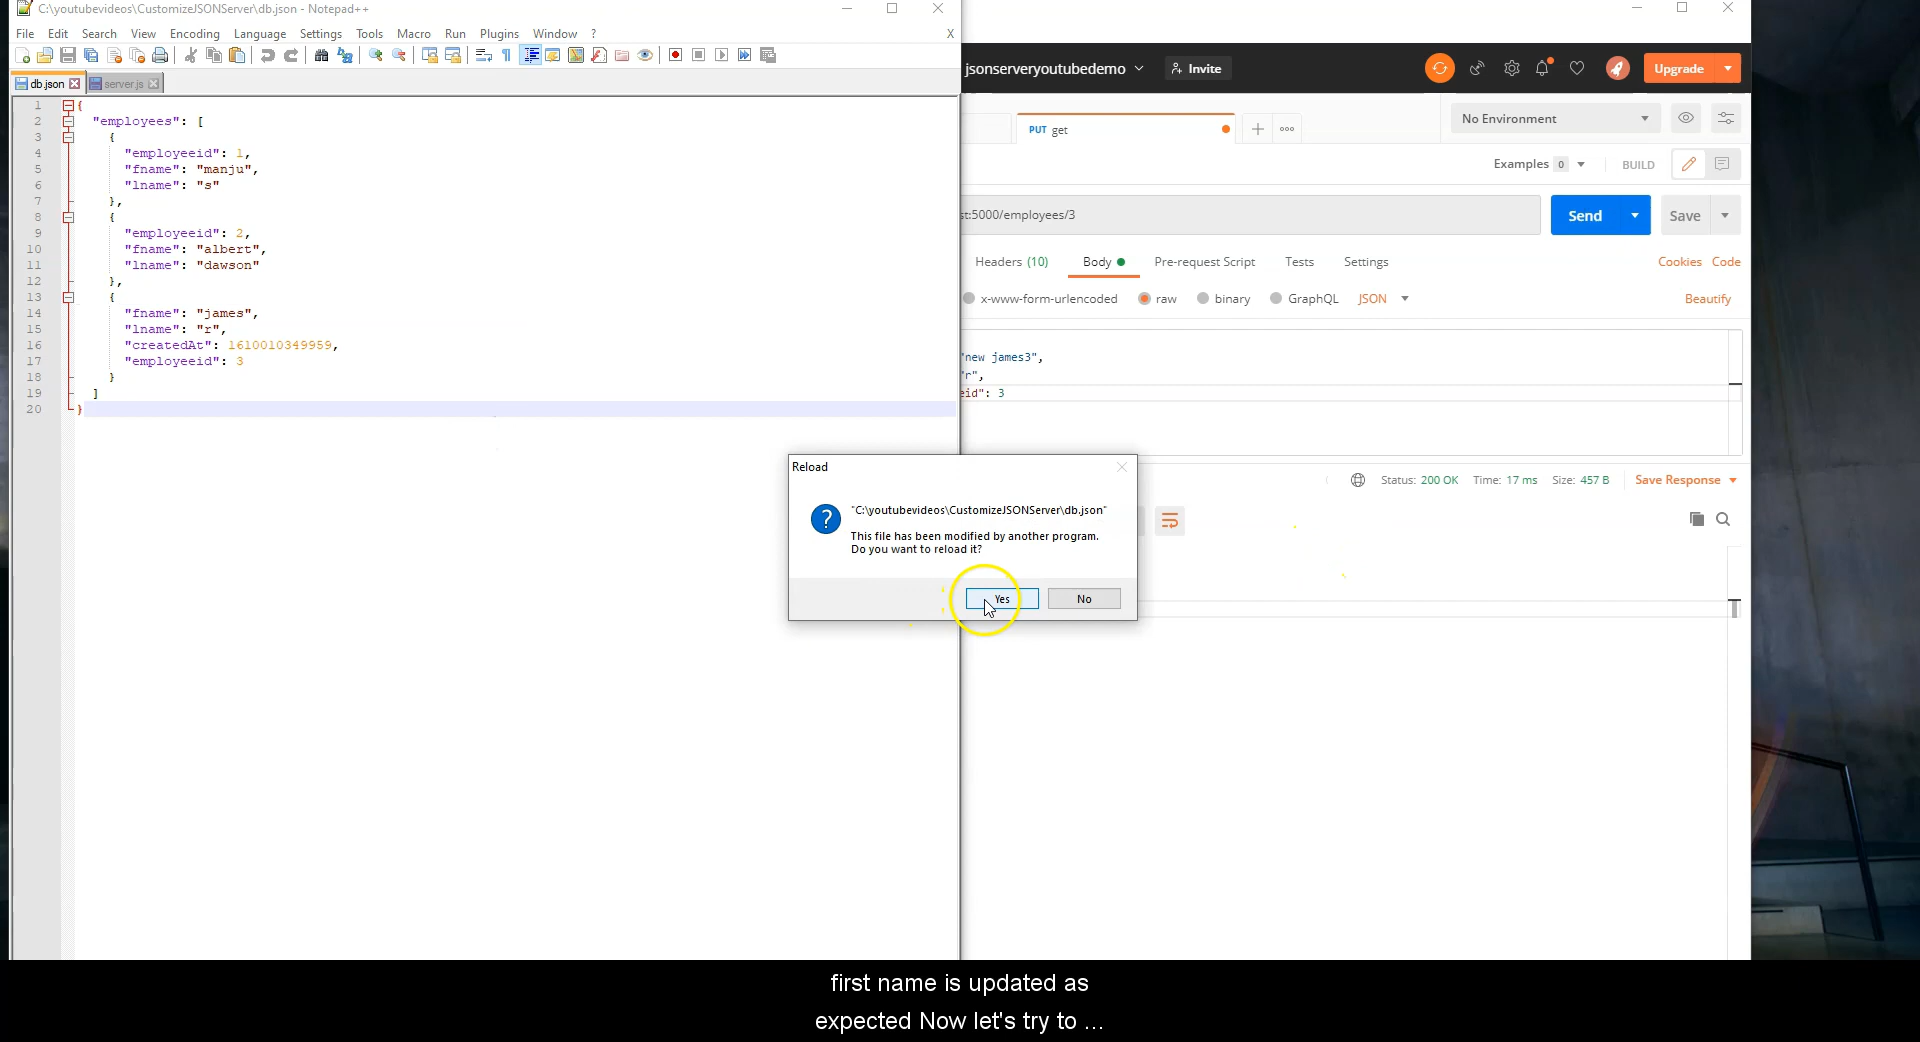 C:\youtubevideos\CustomizeJSONServer\db.json - Notepad++
File Edit Search View Encoding Language Settings Tools Macro Run Plugins Window ? X
db.json server.js
1 {
2 "employees": [
3 {
4 "employeeid": 1,
5 "fname": "manju",
6 "lname": "s"
7 },
8 {
9 "employeeid": 2,
10 "fname": "albert",
11 "lname": "dawson"
12 },
13 {
14 "fname": "james",
15 "lname": "r",
16 "createdAt": 1610010349959,
17 "employeeid": 3
18 }
19 ]
20 }
jsonserveryoutubedemo Invite Upgrade
PUT get No Environment
Examples 0 BUILD
st:5000/employees/3 Send Save
Headers (10) Body Pre-request Script Tests Settings Cookies Code
x-www-form-urlencoded raw binary GraphQL JSON Beautify
"new james3",
"r",
eid": 3
Status: 200 OK Time: 17 ms Size: 457 B Save Response
Reload
"C:\youtubevideos\CustomizeJSONServer\db.json"
This file has been modified by another program.
Do you want to reload it?
Yes No
first name is updated as
expected Now let's try to ...